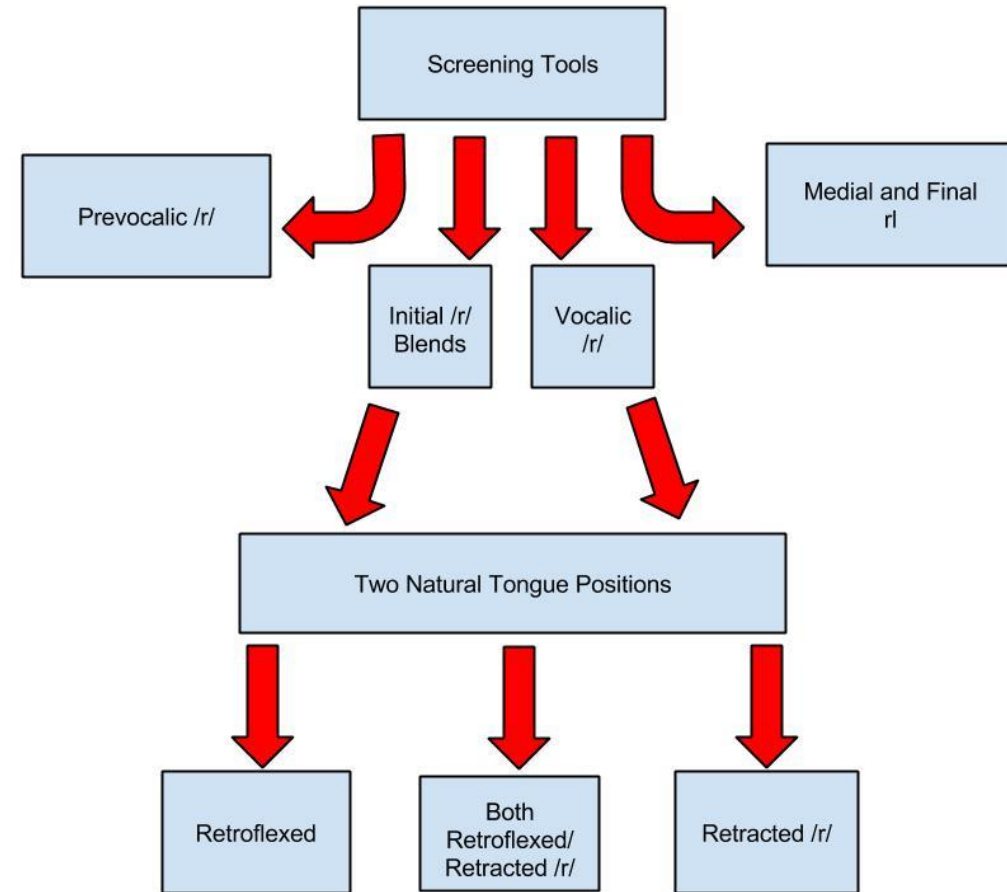 Screening Tools
Prevocalic /r/
Medial and Final
rl
Initial /r/
Blends
Vocalic
/r/
Two Natural Tongue Positions
Retroflexed
Both
Retroflexed/
Retracted /r/
Retracted /r/